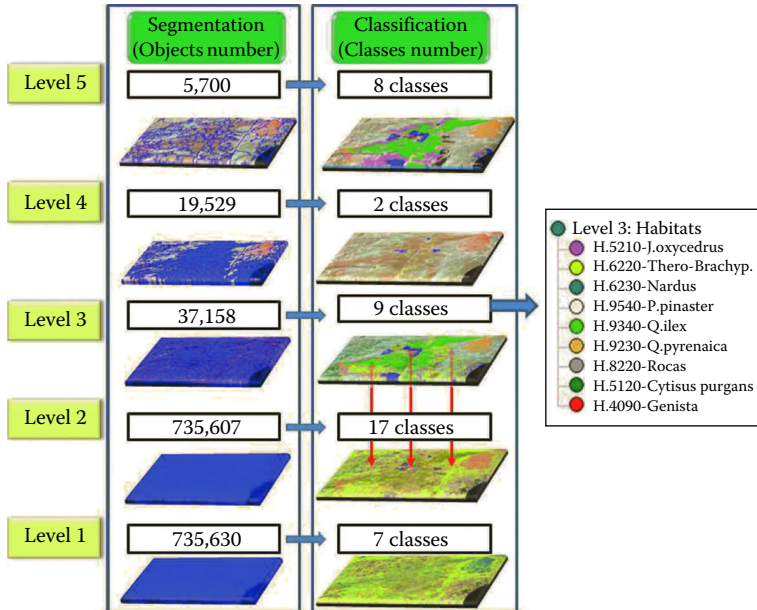 Segmentation
(Objects number)
Classification
(Classes number)
Level 5
5,700
8 classes
Level 4
19,529
2 classes
Level 3
37,158
9 classes
Level 2
735,607
17 classes
Level 1
735,630
7 classes
Level 3: Habitats
H.5210-J.oxycedrus
H.6220-Thero-Brachyp.
H.6230-Nardus
H.9540-P.pinaster
H.9340-Q.ilex
H.9230-Q.pyrenaica
H.8220-Rocas
H.5120-Cytisus purgans
H.4090-Genista